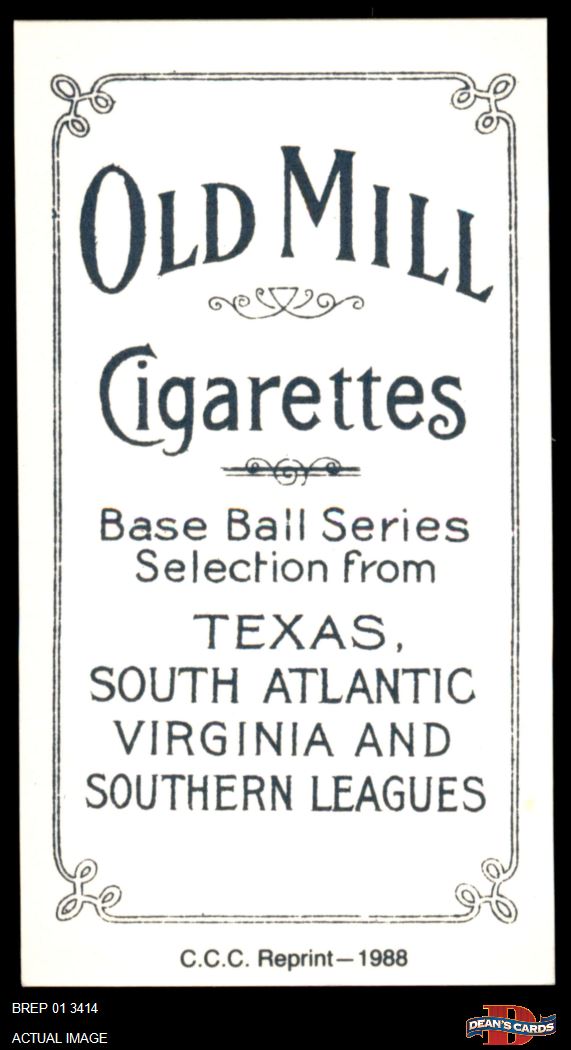 OLD MILL
Cigarettes
Base Ball Series
Selection from
TEXAS,
SOUTH ATLANTIC
VIRGINIA AND
SOUTHERN LEAGUES
C.C.C. Reprint—1988
BREP 01 3414
ACTUAL IMAGE
D
DEAN'S CARDS